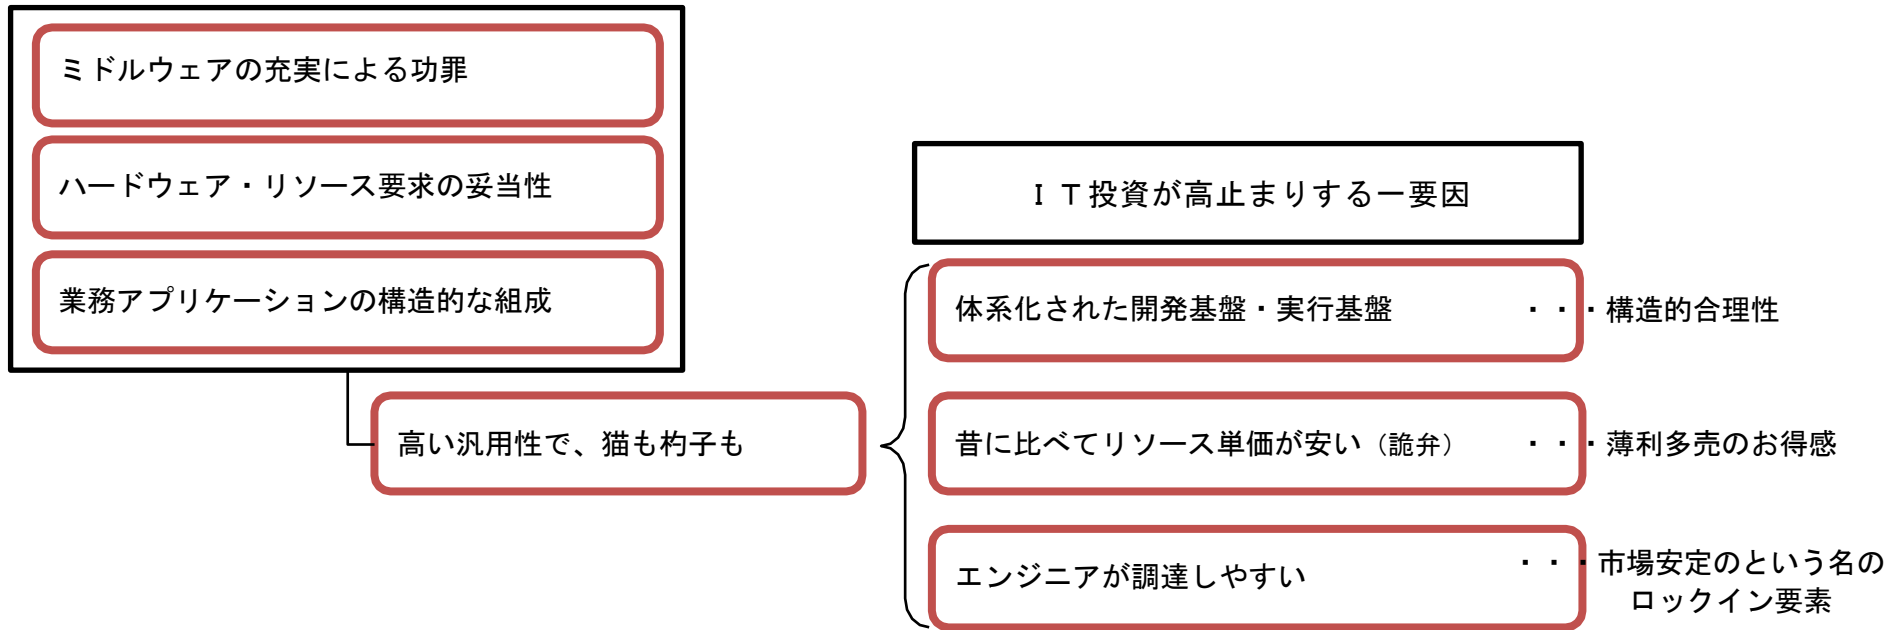 ミドルウェアの充実による功罪
ハードウェア・リソース要求の妥当性
業務アプリケーションの構造的な組成
高い汎用性で、猫も杓子も
ＩＴ投資が高止まりする一要因
体系化された開発基盤・実行基盤 ・・・構造的合理性
昔に比べてリソース単価が安い（詭弁） ・・・薄利多売のお得感
エンジニアが調達しやすい ・・・市場安定のという名の
ロックイン要素